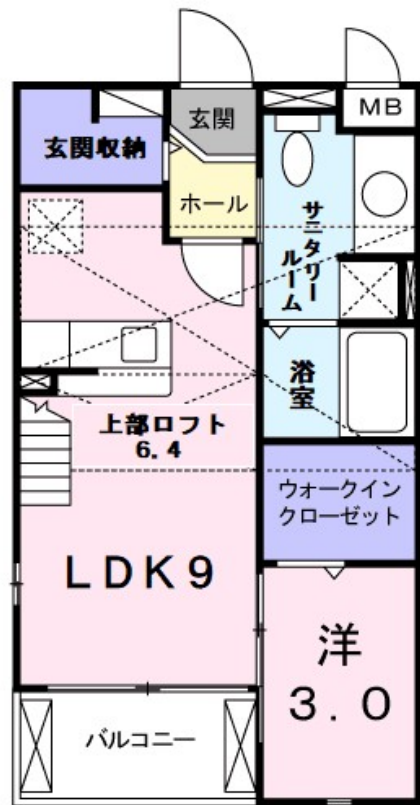 玄関
MB
玄関収納
ホール
サニタリー
ルーム
浴室
上部ロフト
6.4
ウォークイン
クローゼット
LDK9
洋
3.0
バルコニー